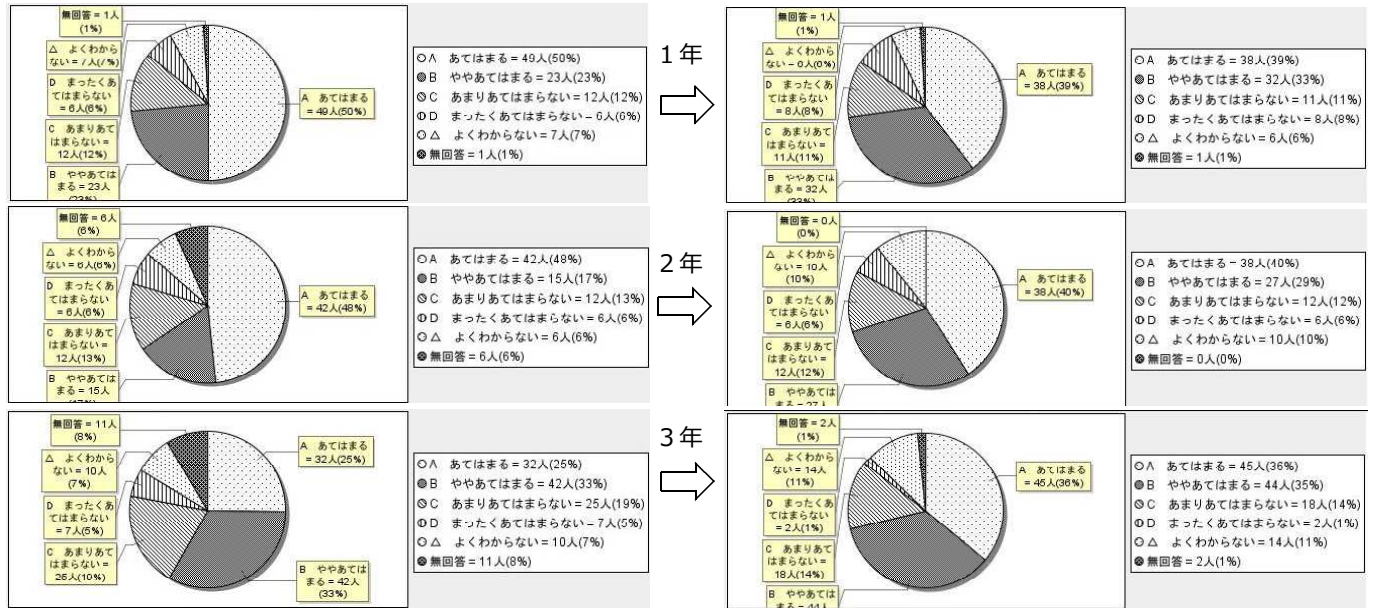 無回答 = 1人
(1%)
△ よくわから
ない = 7人(7%)
D まったくあ
てはまらない
= 6人(6%)
C あまりあて
はまらない =
12人(12%)
B ややあては
まる = 23人
(23%)
A あてはまる
= 49人(50%)
A あてはまる = 49人(50%)
B ややあてはまる = 23人(23%)
C あまりあてはまらない = 12人(12%)
D まったくあてはまらない = 6人(6%)
△ よくわからない = 7人(7%)
無回答 = 1人(1%)
1年
無回答 = 1人
(1%)
△ よくわから
D まったくあ
てはまらない
= 8人(8%)
C あまりあて
はまらない =
11人(11%)
B ややあては
まる = 32人
(33%)
A あてはまる
= 38人(39%)
A あてはまる = 38人(39%)
B ややあてはまる = 32人(33%)
C あまりあてはまらない = 11人(11%)
D まったくあてはまらない = 8人(8%)
△ よくわからない = 6人(6%)
無回答 = 1人(1%)
無回答 = 6人
(6%)
△ よくわから
ない = 6人(6%)
D まったくあ
てはまらない
= 6人(6%)
C あまりあて
はまらない =
12人(13%)
B ややあては
まる = 15人
(17%)
A あてはまる
= 42人(48%)
A あてはまる = 42人(48%)
B ややあてはまる = 15人(17%)
C あまりあてはまらない = 12人(13%)
D まったくあてはまらない = 6人(6%)
△ よくわからない = 6人(6%)
無回答 = 6人(6%)
2年
無回答 = 0人
(0%)
△ よくわから
ない = 10人
(10%)
D まったくあ
てはまらない
= 6人(6%)
C あまりあて
はまらない =
12人(12%)
B ややあては
まる = 27人
A あてはまる
= 38人(40%)
A あてはまる = 38人(40%)
B ややあてはまる = 27人(29%)
C あまりあてはまらない = 12人(12%)
D まったくあてはまらない = 6人(6%)
△ よくわからない = 10人(10%)
無回答 = 0人(0%)
無回答 = 11人
(8%)
△ よくわから
ない = 10人
(7%)
D まったくあ
てはまらない
= 7人(5%)
C あまりあて
はまらない =
25人(19%)
B ややあては
まる = 42人
(33%)
A あてはまる
= 32人(25%)
A あてはまる = 32人(25%)
B ややあてはまる = 42人(33%)
C あまりあてはまらない = 25人(19%)
D まったくあてはまらない = 7人(5%)
△ よくわからない = 10人(7%)
無回答 = 11人(8%)
3年
無回答 = 2人
(1%)
△ よくわから
ない = 14人
(11%)
D まったくあ
てはまらない
= 2人(1%)
C あまりあて
はまらない =
18人(14%)
B ややあては
まる = 44人
A あてはまる
= 45人(36%)
A あてはまる = 45人(36%)
B ややあてはまる = 44人(35%)
C あまりあてはまらない = 18人(14%)
D まったくあてはまらない = 2人(1%)
△ よくわからない = 14人(11%)
無回答 = 2人(1%)